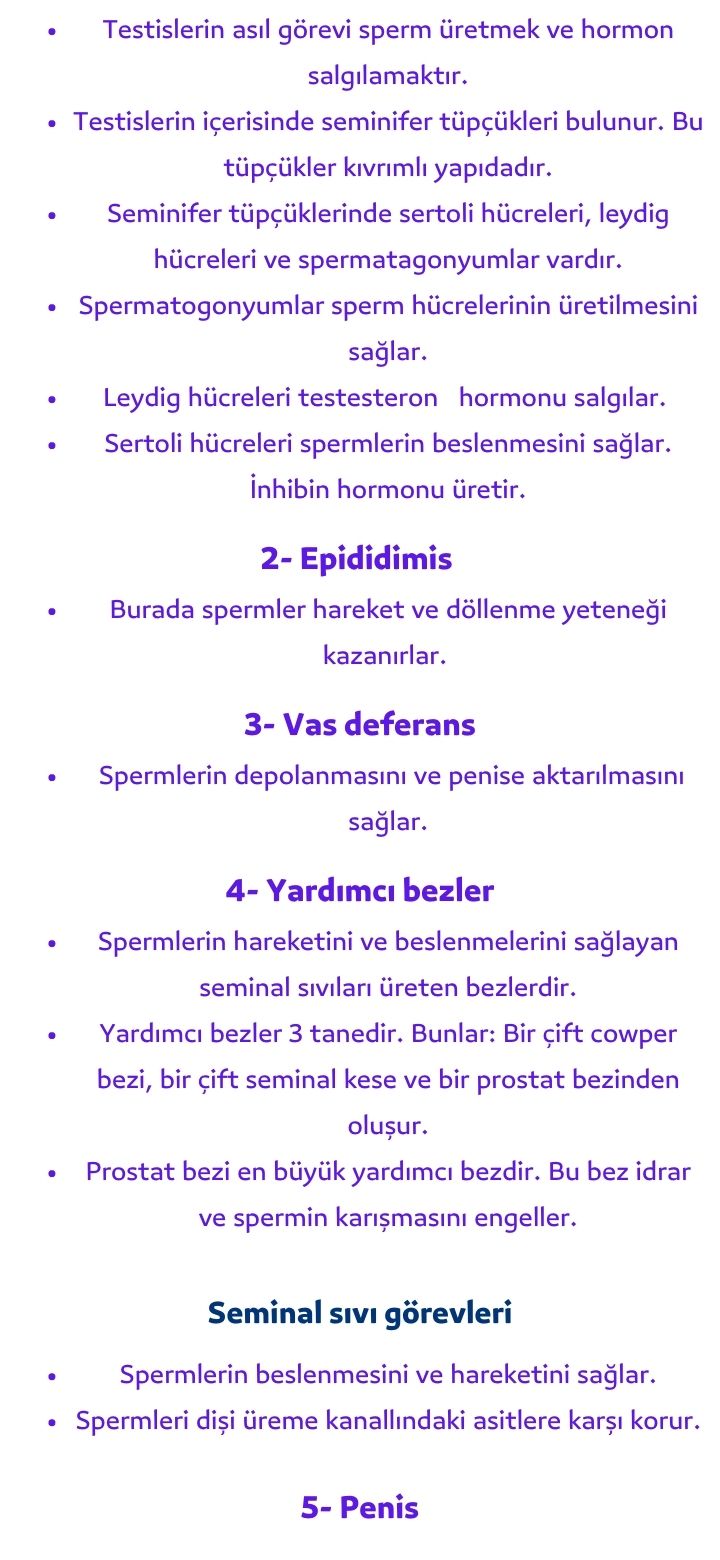 • Testislerin asıl görevi sperm üretmek ve hormon
salgılamaktır.
• Testislerin içerisinde seminifer tüpçükleri bulunur. Bu
tüpçükler kıvrımlı yapıdadır.
• Seminifer tüpçüklerinde sertoli hücreleri, leydig
hücreleri ve spermatagonyumlar vardır.
• Spermatogonyumlar sperm hücrelerinin üretilmesini
sağlar.
• Leydig hücreleri testesteron hormonu salgılar.
• Sertoli hücreleri spermlerin beslenmesini sağlar.
İnhibin hormonu üretir.
2- Epididimis
• Burada spermler hareket ve döllenme yeteneği
kazanırlar.
3- Vas deferans
• Spermlerin depolanmasını ve penise aktarılmasını
sağlar.
4- Yardımcı bezler
• Spermlerin hareketini ve beslenmelerini sağlayan
seminal sıvıları üreten bezlerdir.
• Yardımcı bezler 3 tanedir. Bunlar: Bir çift cowper
bezi, bir çift seminal kese ve bir prostat bezinden
oluşur.
• Prostat bezi en büyük yardımcı bezdir. Bu bez idrar
ve spermin karışmasını engeller.
Seminal sıvı görevleri
• Spermlerin beslenmesini ve hareketini sağlar.
• Spermleri dişi üreme kanallındaki asitlere karşı korur.
5- Penis